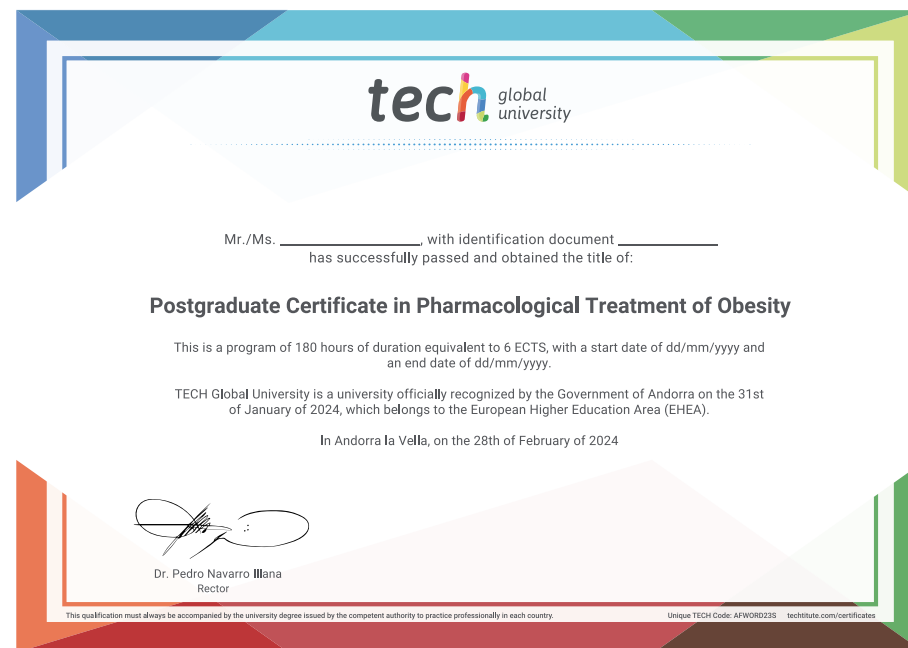 tech global university
Mr./Ms. ____________________, with identification document ______________
has successfully passed and obtained the title of:
Postgraduate Certificate in Pharmacological Treatment of Obesity
This is a program of 180 hours of duration equivalent to 6 ECTS, with a start date of dd/mm/yyyy and
an end date of dd/mm/yyyy.
TECH Global University is a university officially recognized by the Government of Andorra on the 31st
of January of 2024, which belongs to the European Higher Education Area (EHEA).
In Andorra la Vella, on the 28th of February of 2024
Dr. Pedro Navarro Illana
Rector
This qualification must always be accompanied by the university degree issued by the competent authority to practice professionally in each country.
Unique TECH Code: AFWORD23S techtitute.com/certificates